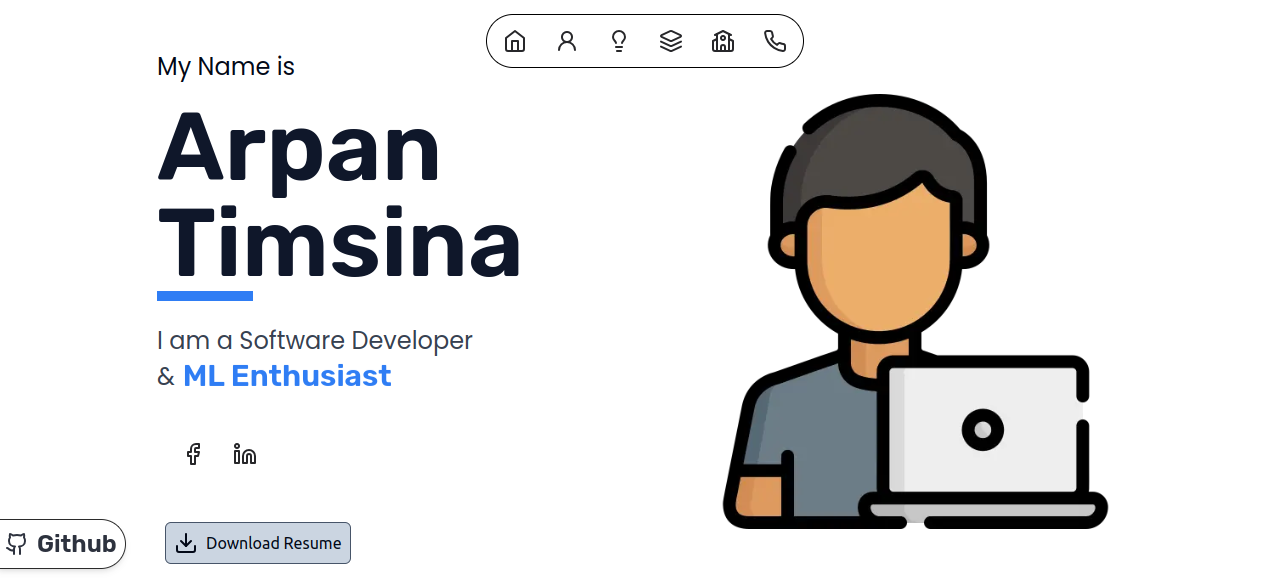 My Name is
Arpan
Timsina
I am a Software Developer
& ML Enthusiast
Github
Download Resume